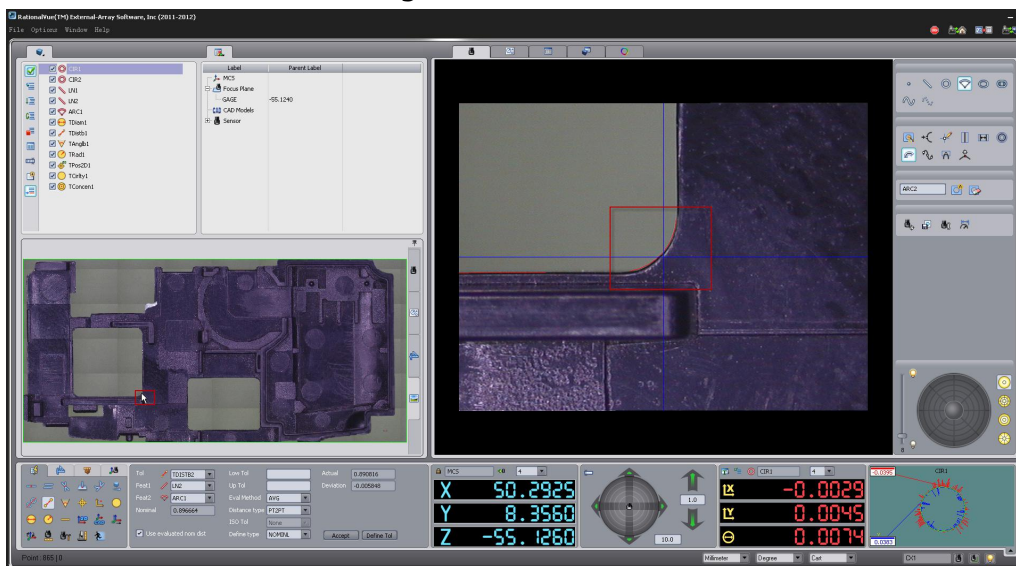 RationalVue(TM) External-Array Software, Inc (2011-2012)
File Options Window Help
CIR1
CIR2
LN1
LN2
ARC1
TDiam1
TDistb1
TAnglb1
TRad1
TPos2D1
TCirlty1
TConcen1
Label Parent Label
MCS
Focus Plane
GAGE -55.1240
CAD Models
Sensor
ARC2
Tol TDISTB2 Low Tol Actual 0.890816
Feat1 LN2 Up Tol Deviation -0.005848
Feat2 ARC1 Eval Method AVG
Nominal 0.896664 Distance type PT2PT
ISO Tol None
Use evaluated nom dist Define type NOMINL Accept Define Tol
MCS 4
X 50.2925
Y 8.3560
Z -55.1260
1.0
10.0
CIR1 4
-0.0029
-0.0045
0.0074
-0.0395 CIR1
0.0383
Point : 865 | 0
Millimeter Degree Cart CX1